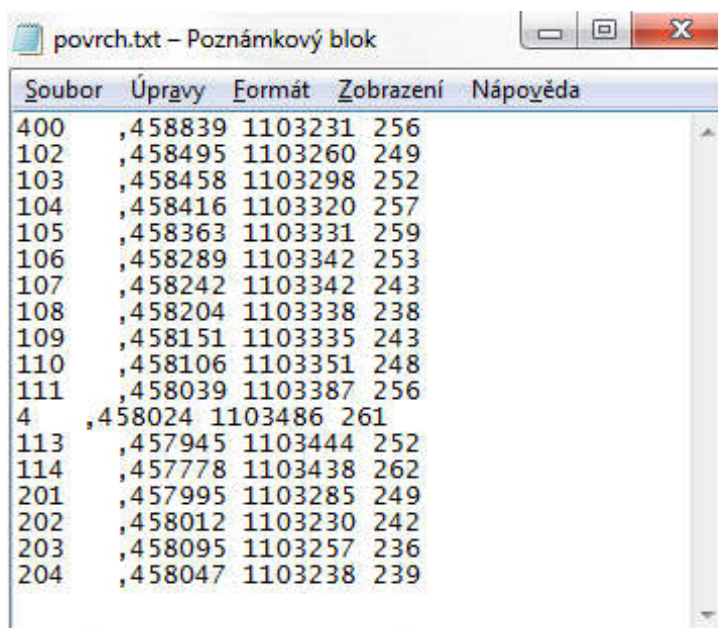 povrch.txt – Poznámkový blok
Soubor Úpravy Formát Zobrazení Nápověda
400 ,458839 1103231 256
102 ,458495 1103260 249
103 ,458458 1103298 252
104 ,458416 1103320 257
105 ,458363 1103331 259
106 ,458289 1103342 253
107 ,458242 1103342 243
108 ,458204 1103338 238
109 ,458151 1103335 243
110 ,458106 1103351 248
111 ,458039 1103387 256
4 ,458024 1103486 261
113 ,457945 1103444 252
114 ,457778 1103438 262
201 ,457995 1103285 249
202 ,458012 1103230 242
203 ,458095 1103257 236
204 ,458047 1103238 239